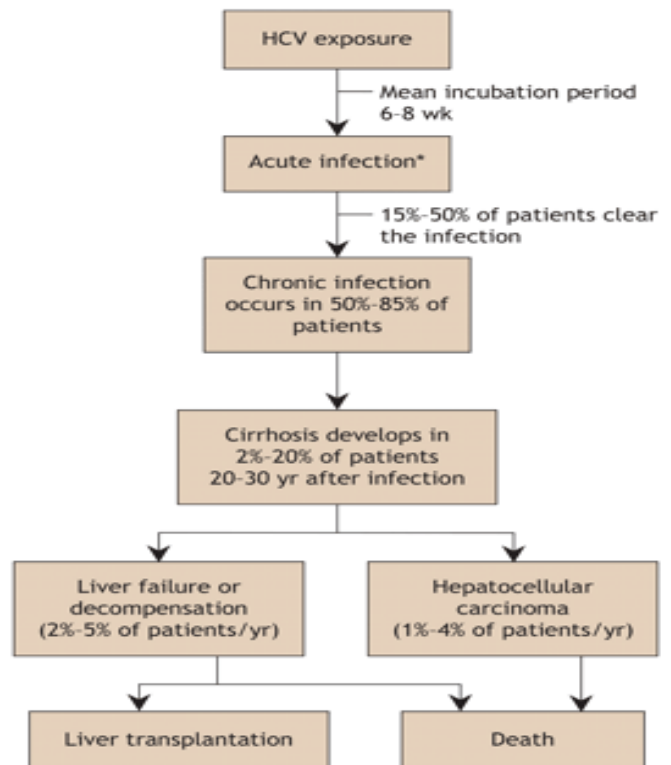 HCV exposure
Mean incubation period
6-8 wk
Acute infection*
15%-50% of patients clear
the infection
Chronic infection
occurs in 50%-85% of
patients
Cirrhosis develops in
2%-20% of patients
20-30 yr after infection
Liver failure or
decompensation
(2%-5% of patients/yr)
Hepatocellular
carcinoma
(1%-4% of patients/yr)
Liver transplantation
Death